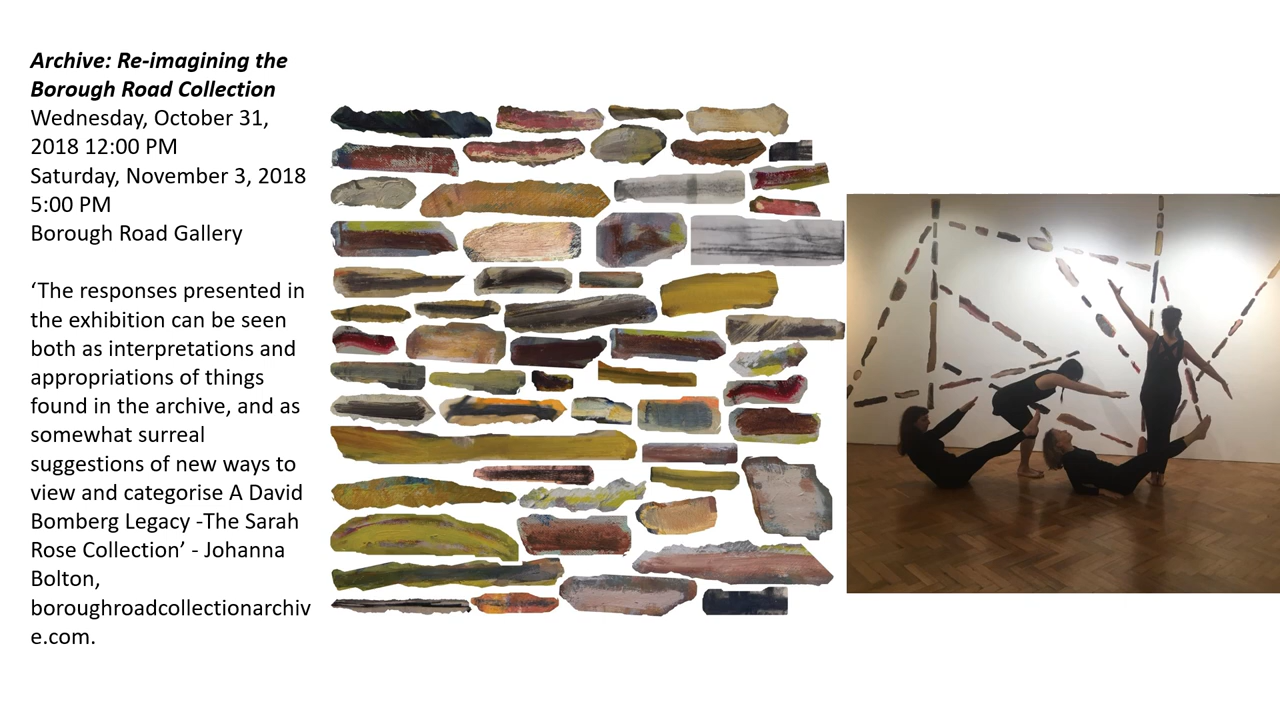 Archive: Re-imagining the
Borough Road Collection
Wednesday, October 31,
2018 12:00 PM
Saturday, November 3, 2018
5:00 PM
Borough Road Gallery
‘The responses presented in
the exhibition can be seen
both as interpretations and
appropriations of things
found in the archive, and as
somewhat surreal
suggestions of new ways to
view and categorise A David
Bomberg Legacy -The Sarah
Rose Collection’ - Johanna
Bolton,
boroughroadcollectionarchiv
e.com.